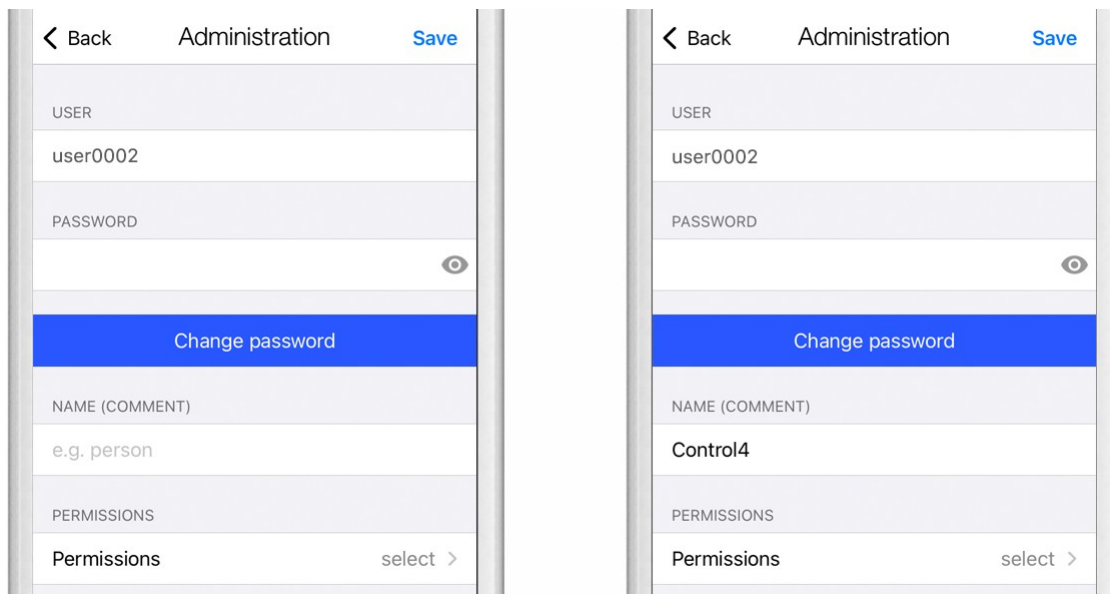 Back Administration Save
USER
user0002
PASSWORD
Change password
NAME (COMMENT)
e.g. person
PERMISSIONS
Permissions select
Back Administration Save
USER
user0002
PASSWORD
Change password
NAME (COMMENT)
Control4
PERMISSIONS
Permissions select